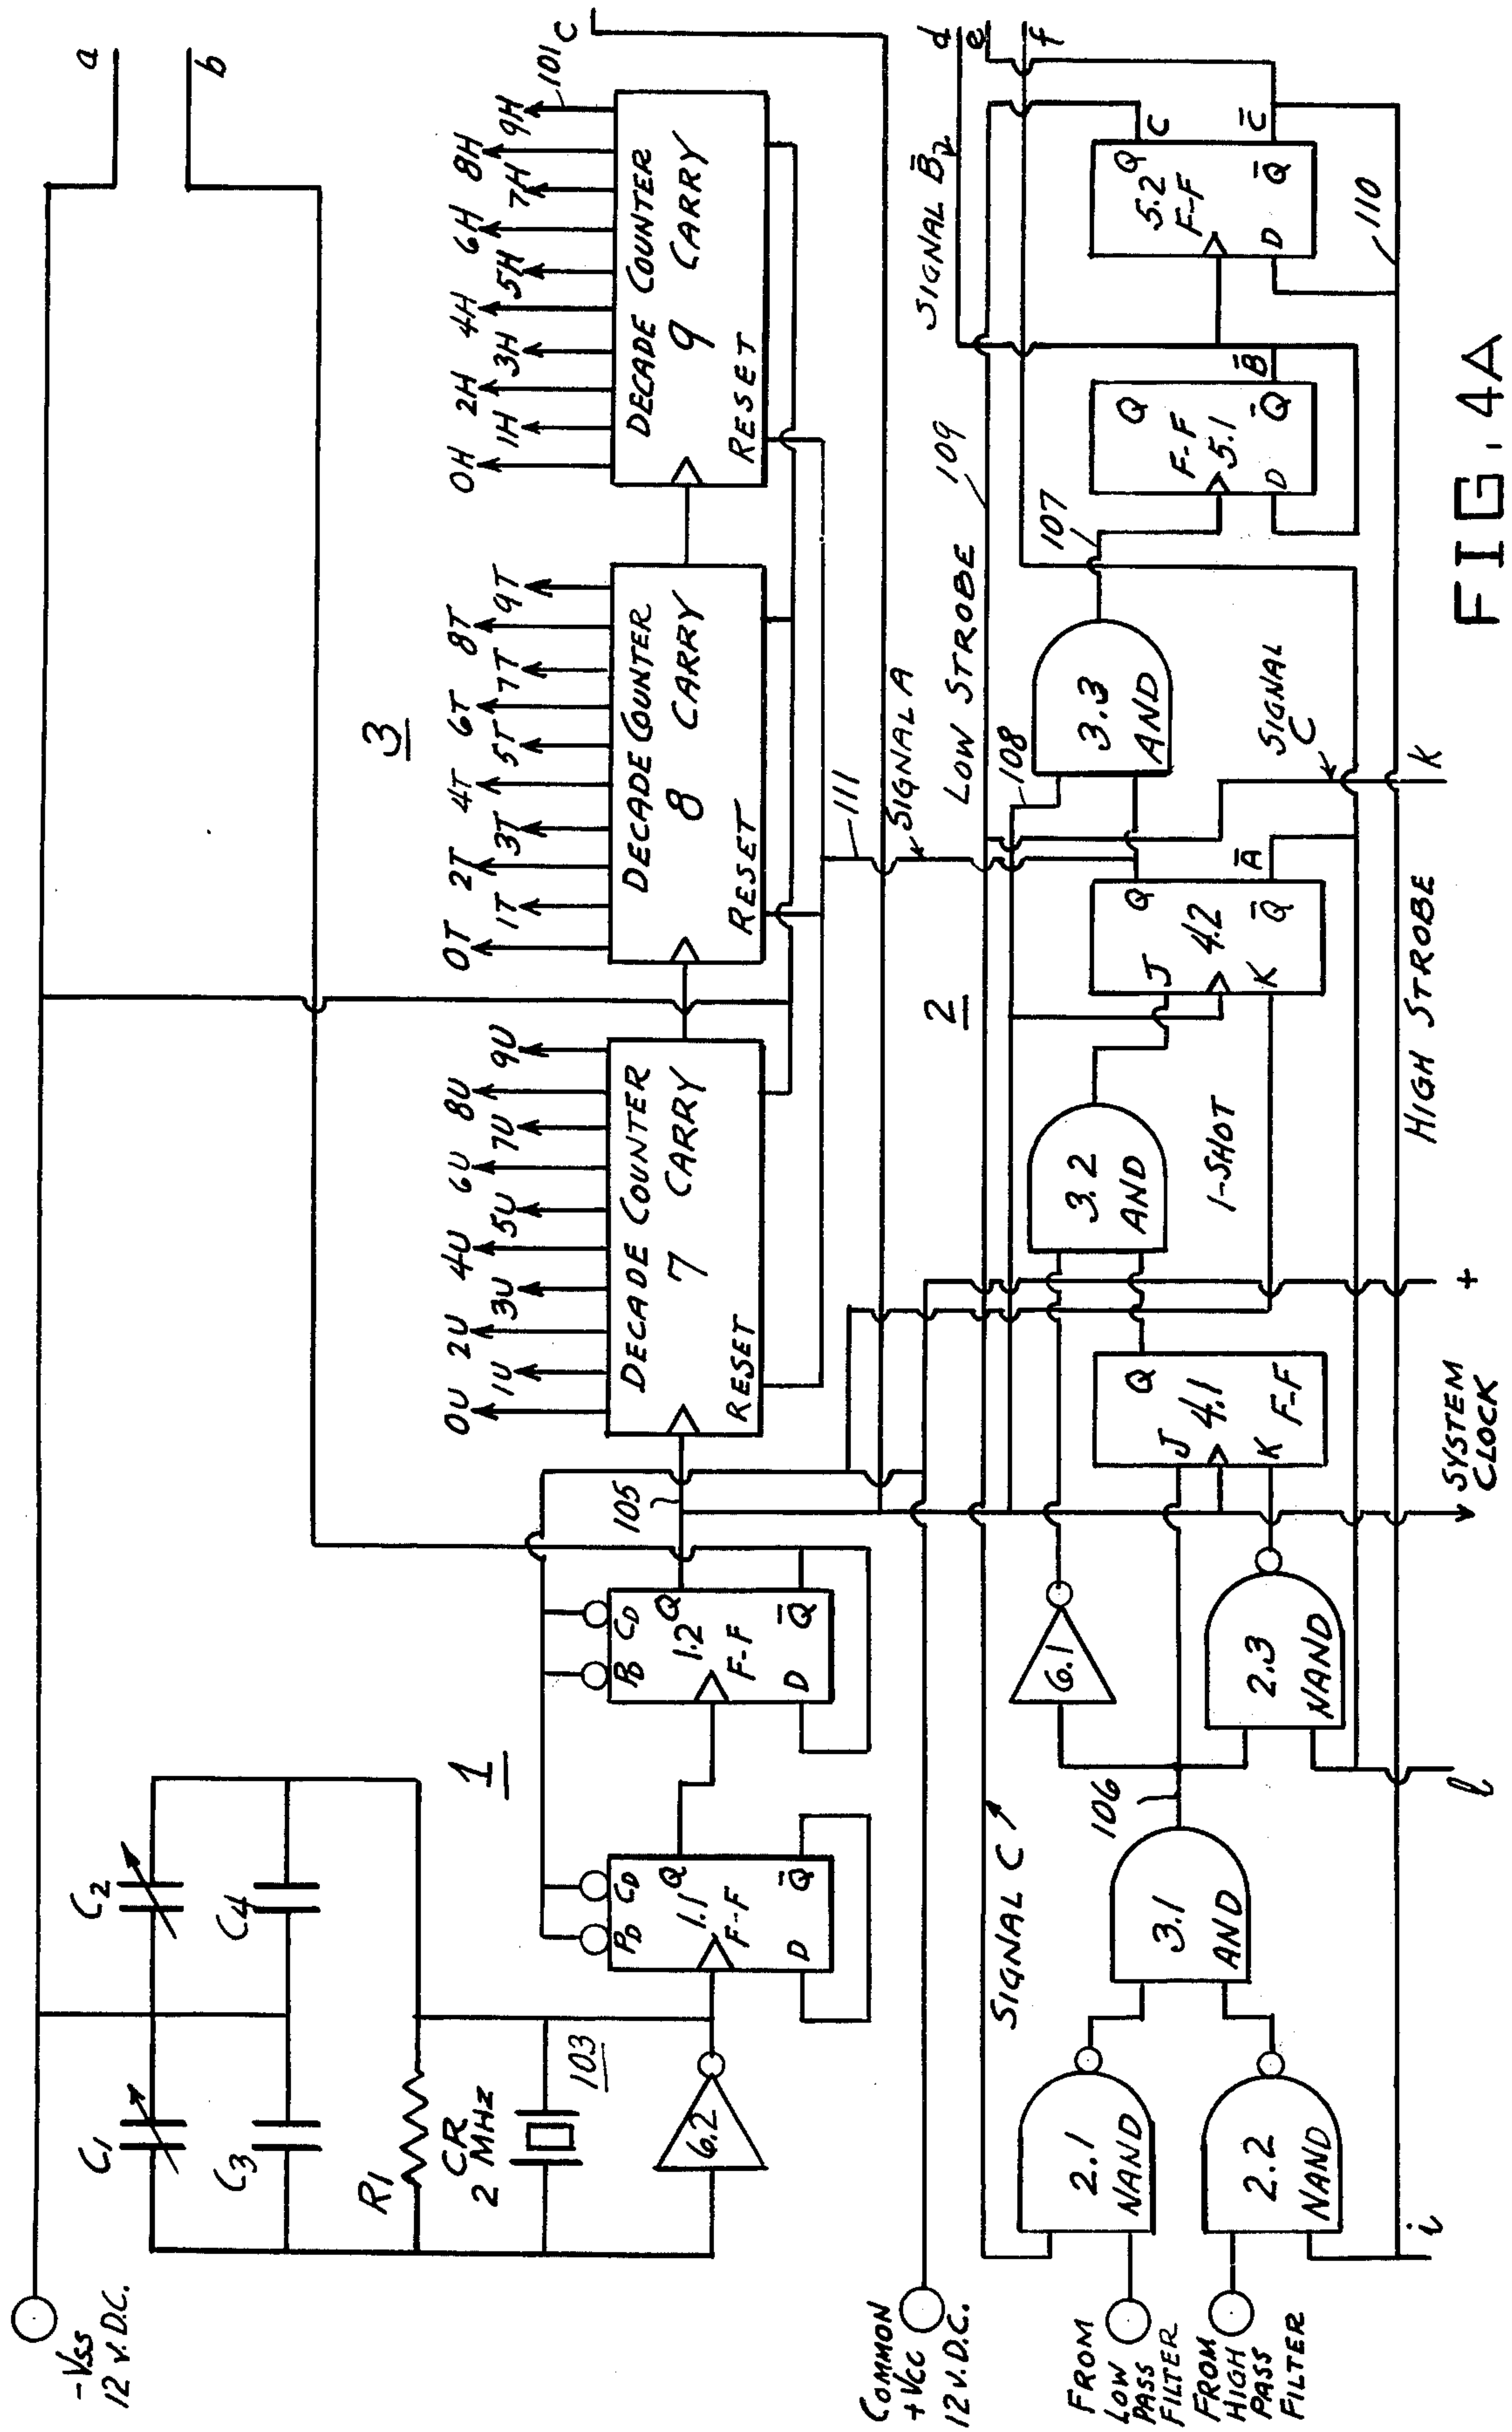 a
b
C1
C2
C3
C4
R1
CR
2 MHz
103
6.2
-VSS
12 V.D.C.
1
PD CD
1.1 Q
F-F
D Q̄
PD CD
1.2 Q
F-F
D Q̄
105
3
0U 1U 2U 3U 4U 5U 6U 7U 8U 9U
DECADE COUNTER
7 CARRY
RESET
0T 1T 2T 3T 4T 5T 6T 7T 8T 9T
DECADE COUNTER
8 CARRY
RESET
0H 1H 2H 3H 4H 5H 6H 7H 8H 9H
DECADE COUNTER
9 CARRY
RESET
101
C
COMMON
+VCC
12 V.D.C.
111
SIGNAL A
SIGNAL B̄
d
e
f
2
LOW STROBE
109
SIGNAL C
FROM
LOW
PASS
FILTER
FROM
HIGH
PASS
FILTER
2.1
NAND
2.2
NAND
3.1
AND
106
6.1
2.3
NAND
J Q
4.1
K F-F
3.2
AND
1-SHOT
J Q
4.2
K Q̄
Ā
108
3.3
AND
107
Q
F-F
5.1
D Q̄
B̄
Q
5.2
F-F
D Q̄
C
C̄
110
SIGNAL
C
HIGH STROBE
i
l
SYSTEM
CLOCK
+
k
FIG. 4A